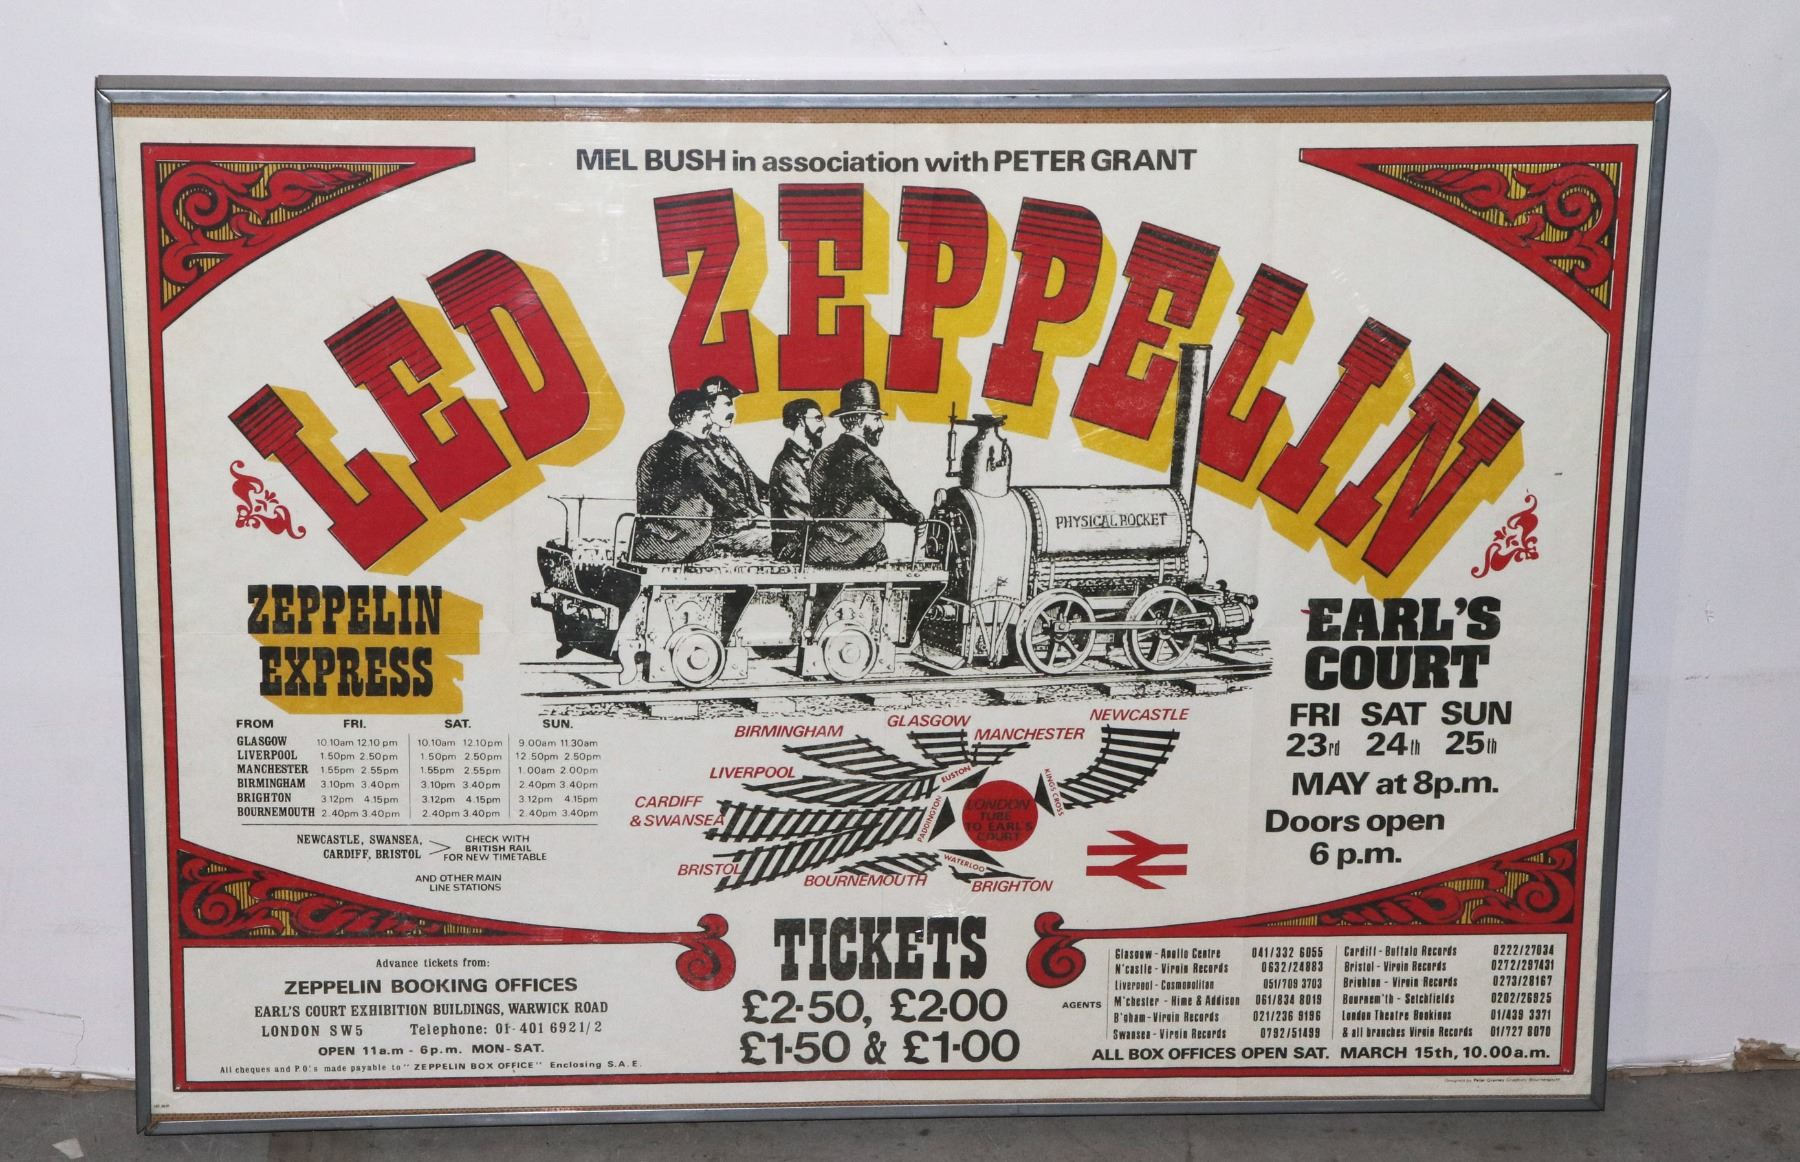 MEL BUSH in association with PETER GRANT
LED ZEPPELIN
PHYSICAL ROCKET
ZEPPELIN
EXPRESS
FROM FRI. SAT. SUN.
GLASGOW 10.10am 12.10pm 10.10am 12.10pm 9.00am 11.30am
LIVERPOOL 1.50pm 2.50pm 1.50pm 2.50pm 12.50pm 2.50pm
MANCHESTER 1.55pm 2.55pm 1.55pm 2.55pm 1.00am 2.00pm
BIRMINGHAM 3.10pm 3.40pm 3.10pm 3.40pm 2.40pm 3.40pm
BRIGHTON 3.12pm 4.15pm 3.12pm 4.15pm 3.12pm 4.15pm
BOURNEMOUTH 2.40pm 3.40pm 2.40pm 3.40pm 2.40pm 3.40pm
NEWCASTLE, SWANSEA,
CARDIFF, BRISTOL
CHECK WITH
BRITISH RAIL
FOR NEW TIMETABLE
AND OTHER MAIN
LINE STATIONS
BIRMINGHAM
GLASGOW
MANCHESTER
NEWCASTLE
LIVERPOOL
CARDIFF
& SWANSEA
BRISTOL
BOURNEMOUTH
BRIGHTON
EUSTON
KINGS CROSS
PADDINGTON
WATERLOO
LONDON
TUBE
TO EARL'S
COURT
EARL'S
COURT
FRI SAT SUN
23rd 24th 25th
MAY at 8p.m.
Doors open
6 p.m.
Advance tickets from:
ZEPPELIN BOOKING OFFICES
EARL'S COURT EXHIBITION BUILDINGS, WARWICK ROAD
LONDON SW5 Telephone: 01-401 6921/2
OPEN 11a.m - 6p.m. MON-SAT.
All cheques and P.O's made payable to "ZEPPELIN BOX OFFICE" Enclosing S.A.E.
TICKETS
£2·50, £2·00
£1·50 & £1·00
AGENTS
Glasgow - Apollo Centre 041/332 6055
N'castle - Virgin Records 0632/24883
Liverpool - Cosmopolitan 051/709 3703
M'chester - Hime & Addison 061/834 8019
B'gham - Virgin Records 021/236 9196
Swansea - Virgin Records 0792/51499
Cardiff - Buffalo Records 0222/27034
Bristol - Virgin Records 0272/297431
Brighton - Virgin Records 0273/28167
Bournem'th - Setchfields 0202/26925
London Theatre Bookings 01/439 3371
& all branches Virgin Records 01/727 8070
ALL BOX OFFICES OPEN SAT. MARCH 15th, 10.00a.m.